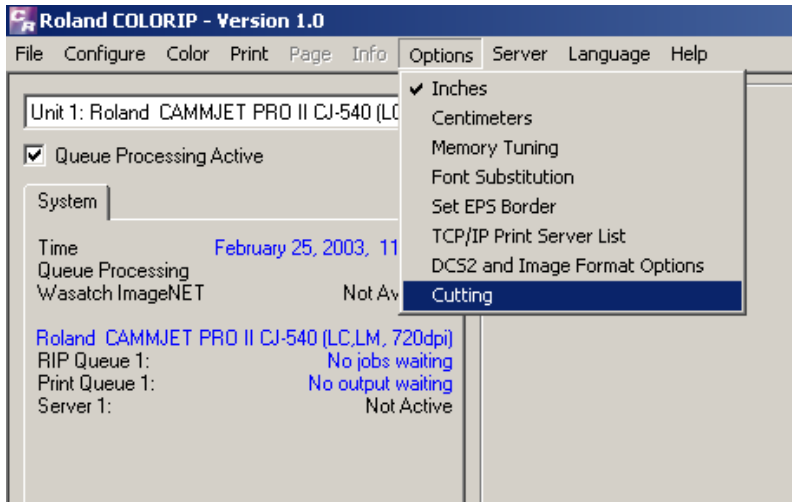 Roland COLORIP - Version 1.0
File Configure Color Print Page Info Options Server Language Help
Inches
Centimeters
Memory Tuning
Font Substitution
Set EPS Border
TCP/IP Print Server List
DCS2 and Image Format Options
Cutting
Unit 1: Roland CAMMJET PRO II CJ-540 (LC
Queue Processing Active
System
Time February 25, 2003, 11
Queue Processing
Wasatch ImageNET Not Av
Roland CAMMJET PRO II CJ-540 (LC,LM, 720dpi)
RIP Queue 1: No jobs waiting
Print Queue 1: No output waiting
Server 1: Not Active